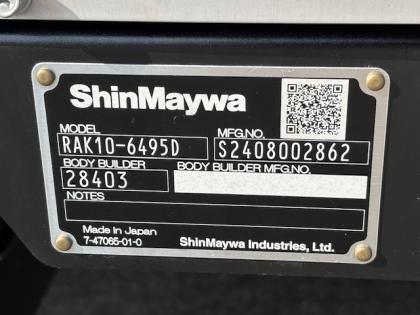 ShinMaywa
MODEL MFG.NO.
RAK10-6495D S2408002862
BODY BUILDER BODY BUILDER MFG.NO.
28403
NOTES
Made in Japan
7-47065-01-0 ShinMaywa Industries, Ltd.